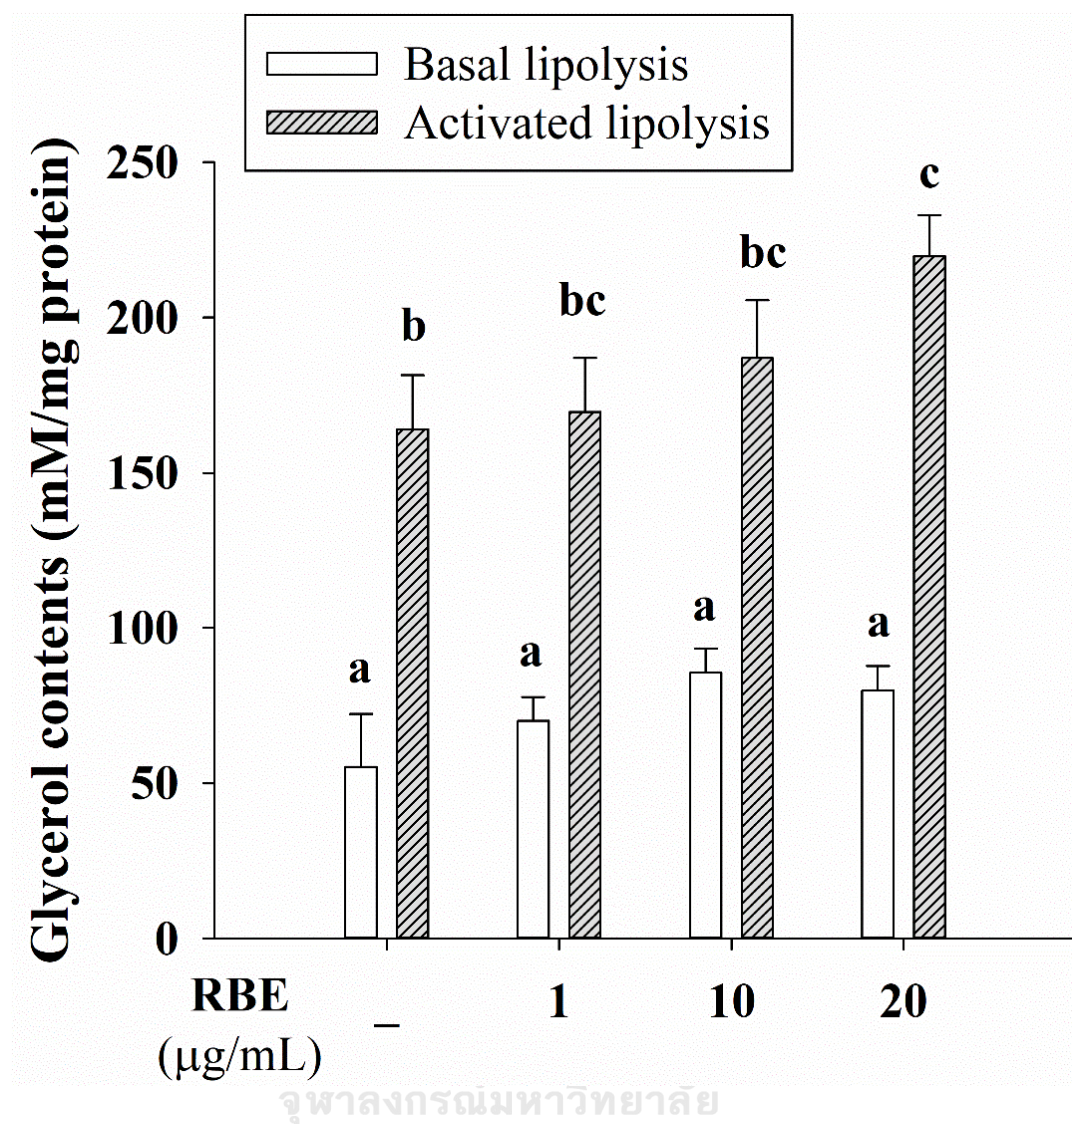 Basal lipolysis
Activated lipolysis
Glycerol contents (mM/mg protein)
250
200
150
100
50
0
a
b
a
bc
a
bc
a
c
RBE
(μg/mL)
–
1
10
20
จุฬาลงกรณ์มหาวิทยาลัย